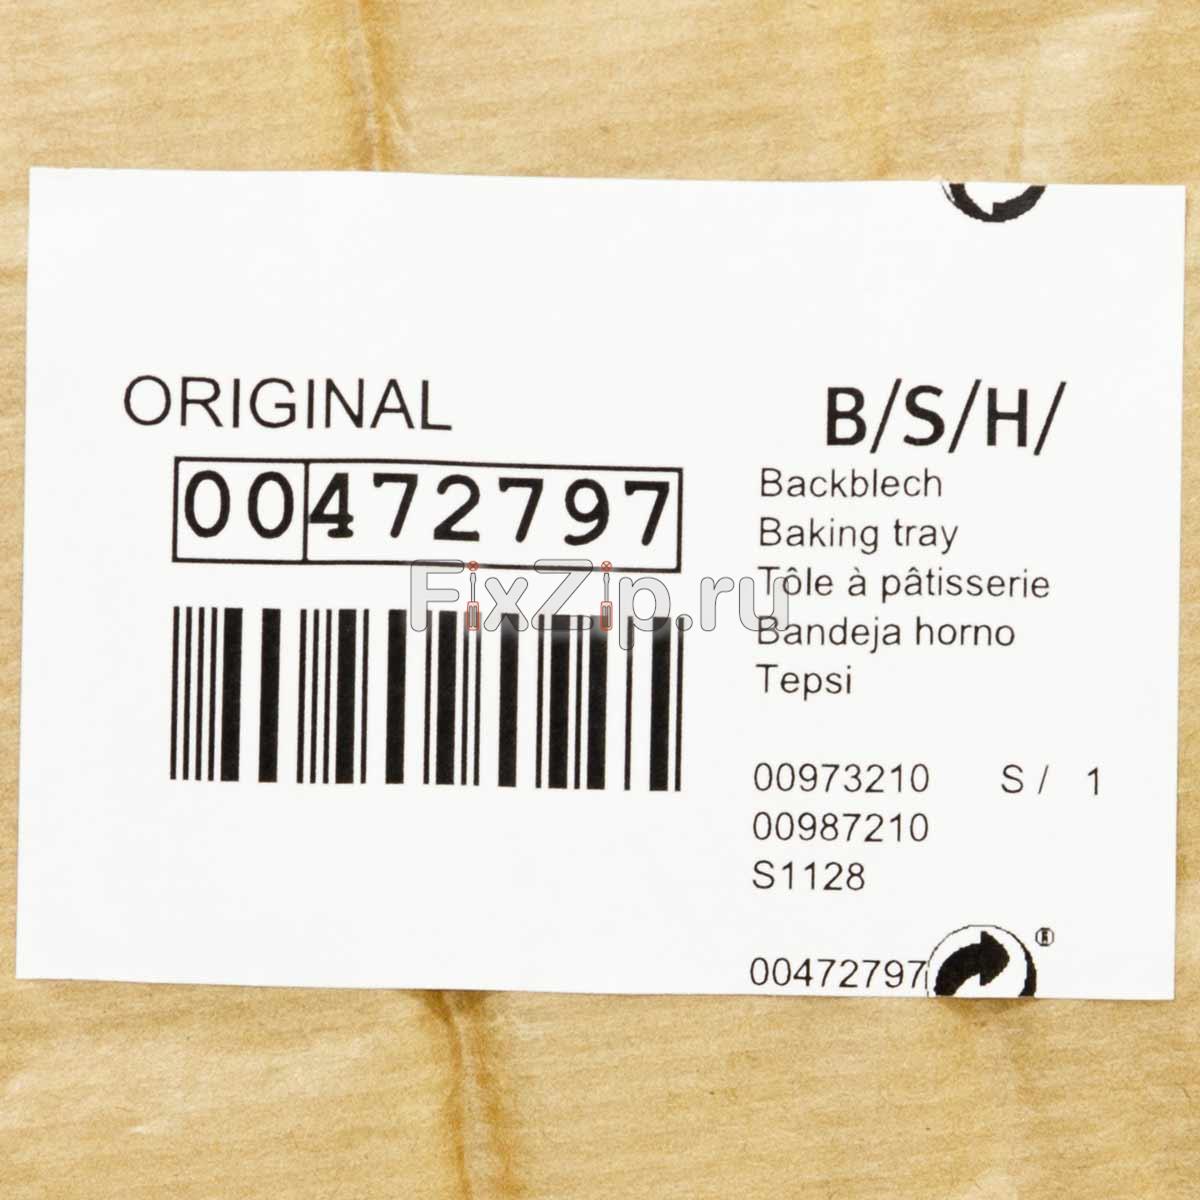 ORIGINAL
00472797
B/S/H/
Backblech
Baking tray
Tôle à pâtisserie
Bandeja horno
Tepsi
00973210 S / 1
00987210
S1128
00472797
®
FixZip.ru